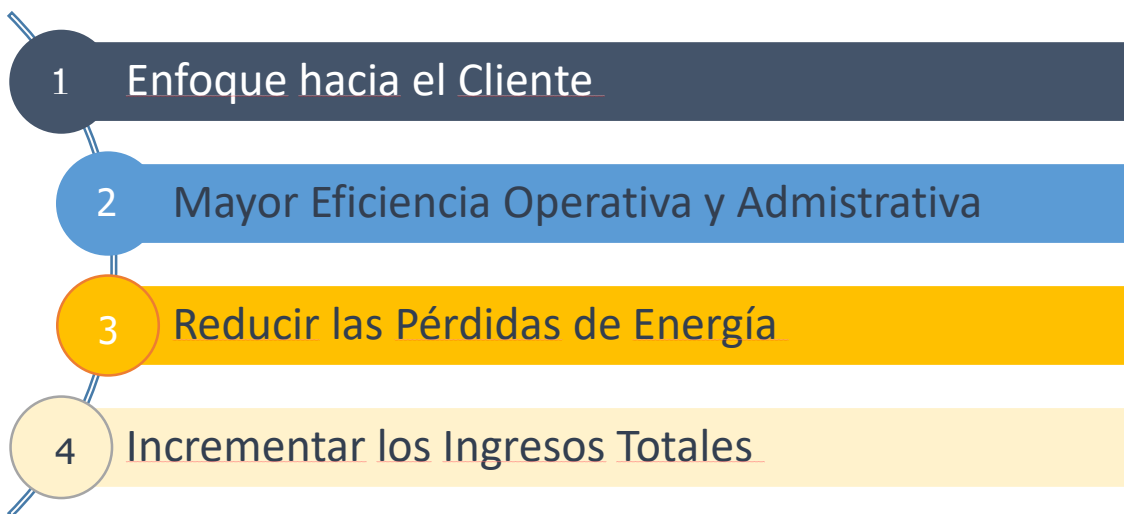 1 Enfoque hacia el Cliente
2 Mayor Eficiencia Operativa y Admistrativa
3 Reducir las Pérdidas de Energía
4 Incrementar los Ingresos Totales